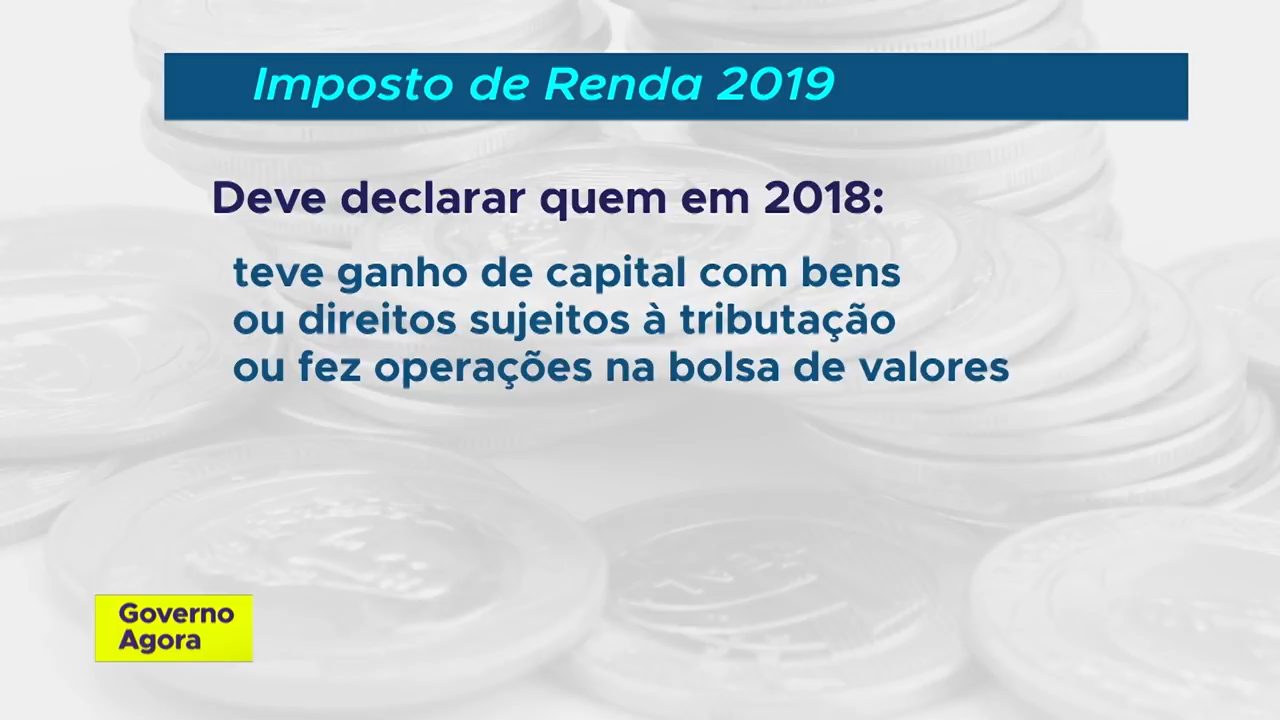 Imposto de Renda 2019
Deve declarar quem em 2018:
teve ganho de capital com bens
ou direitos sujeitos à tributação
ou fez operações na bolsa de valores
Governo
Agora